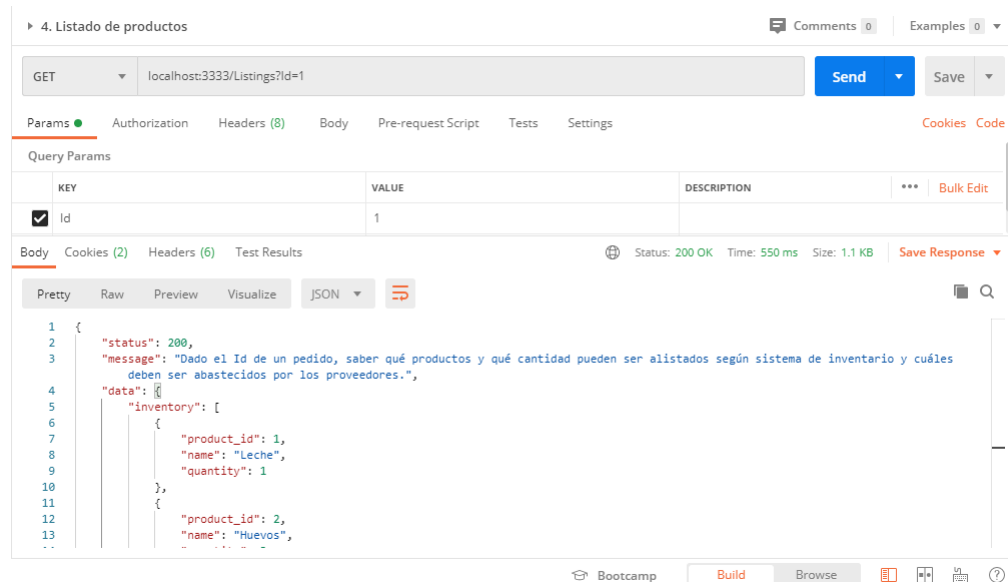 4. Listado de productos Comments 0 Examples 0
GET localhost:3333/Listings?Id=1 Send Save
Params Authorization Headers (8) Body Pre-request Script Tests Settings Cookies Code
Query Params
KEY VALUE DESCRIPTION ••• Bulk Edit
Id 1
Body Cookies (2) Headers (6) Test Results Status: 200 OK Time: 550 ms Size: 1.1 KB Save Response
Pretty Raw Preview Visualize JSON
1 {
2 "status": 200,
3 "message": "Dado el Id de un pedido, saber qué productos y qué cantidad pueden ser alistados según sistema de inventario y cuáles
deben ser abastecidos por los proveedores.",
4 "data": {
5 "inventory": [
6 {
7 "product_id": 1,
8 "name": "Leche",
9 "quantity": 1
10 },
11 {
12 "product_id": 2,
13 "name": "Huevos",
Bootcamp Build Browse ?